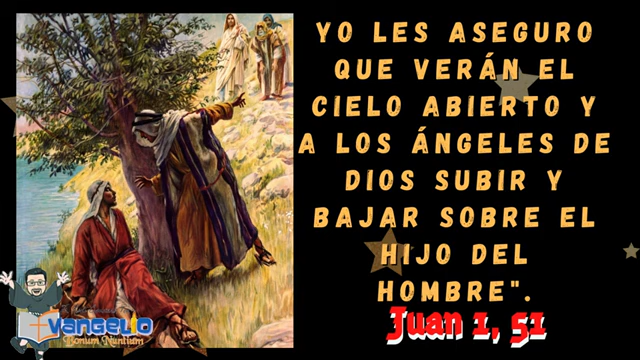 YO LES ASEGURO
QUE VERÁN EL
CIELO ABIERTO Y
A LOS ÁNGELES DE
DIOS SUBIR Y
BAJAR SOBRE EL
HIJO DEL
HOMBRE".
Juan 1, 51
Vangelio
Bonum Nuntium